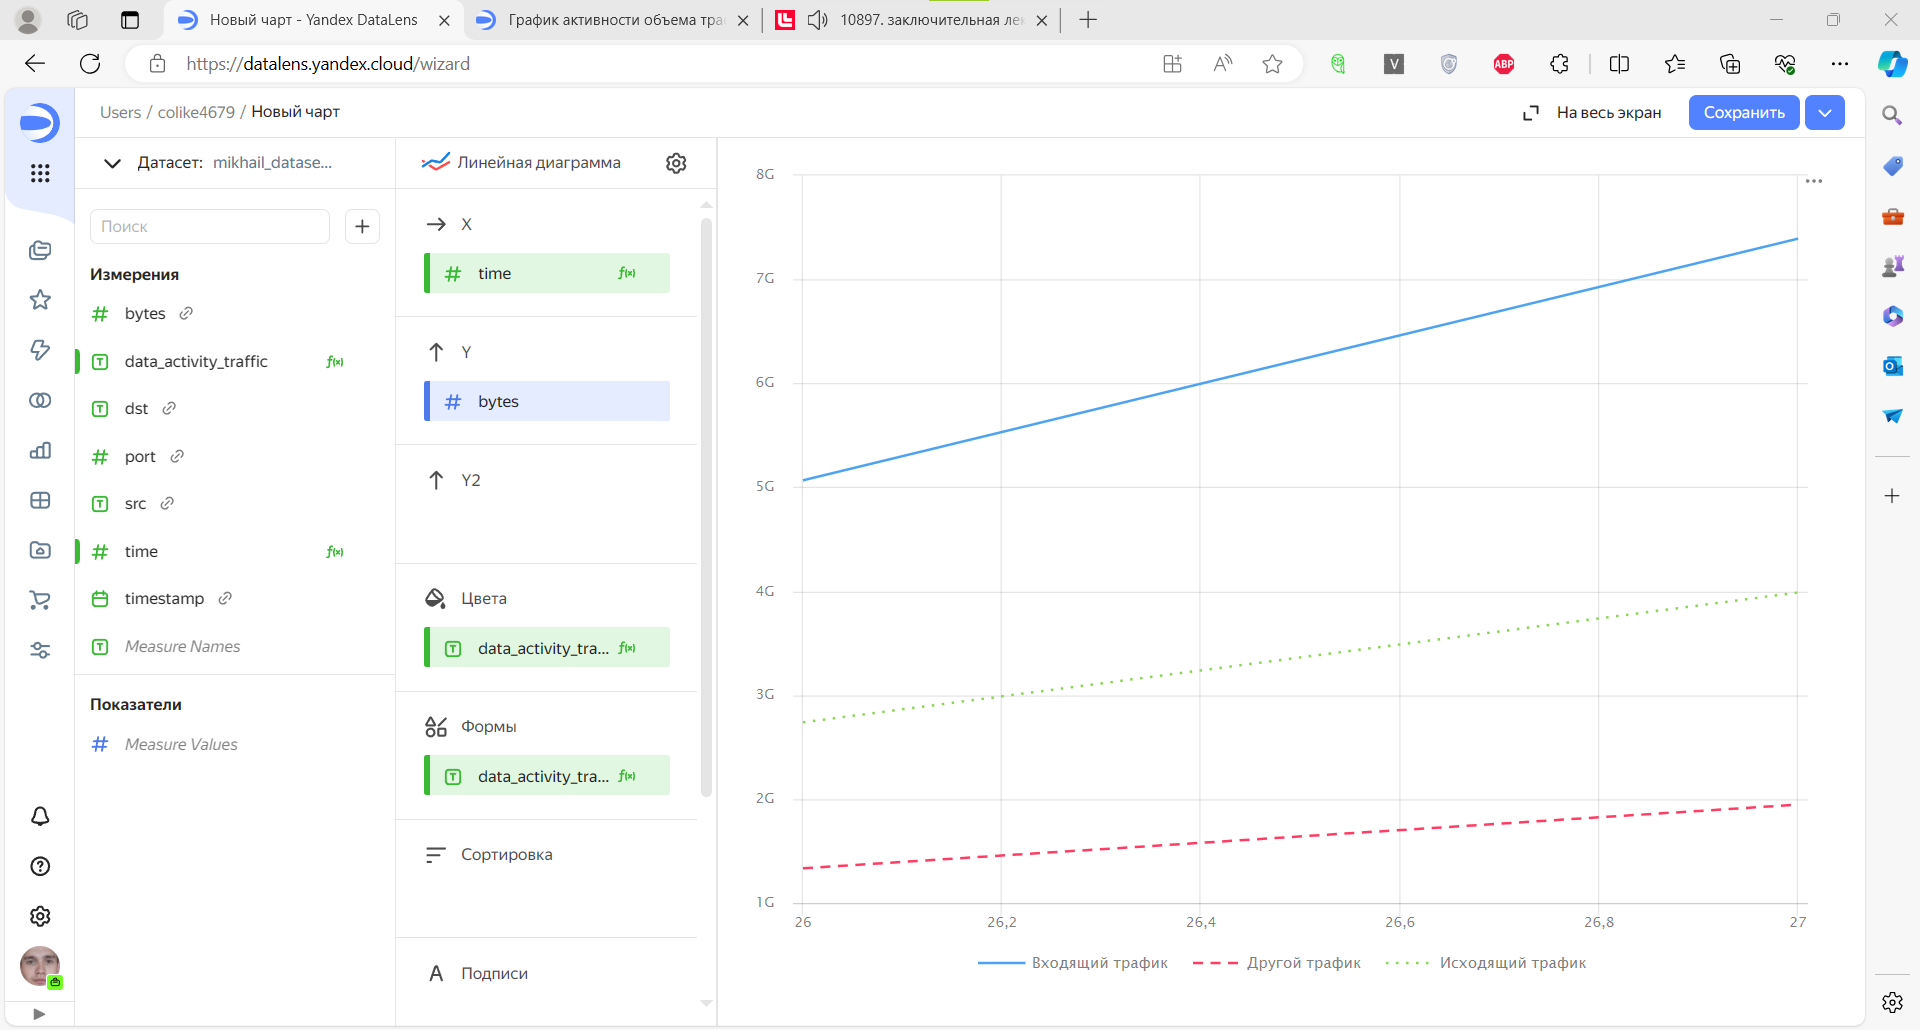 Новый чарт - Yandex DataLens
График активности объема тра
10897. заключительная ле
https://datalens.yandex.cloud/wizard
V
ABP
Users / colike4679 / Новый чарт
На весь экран
Сохранить
Датасет: mikhail_datase...
Линейная диаграмма
Поиск
Измерения
bytes
data_activity_traffic
dst
port
src
time
timestamp
Measure Names
Показатели
Measure Values
X
time
Y
bytes
Y2
Цвета
data_activity_tra...
Формы
data_activity_tra...
Сортировка
Подписи
8G
7G
6G
5G
4G
3G
2G
1G
26
26,2
26,4
26,6
26,8
27
Входящий трафик
Другой трафик
Исходящий трафик